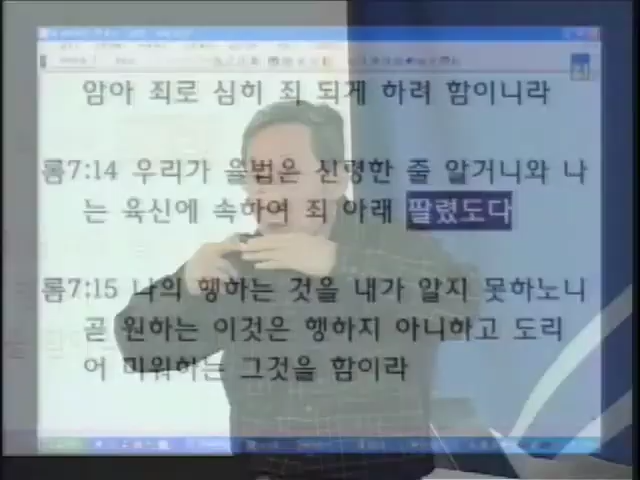 암아 죄로 심히 죄 되게 하려 함이니라
롬7:14 우리가 율법은 신령한 줄 알거니와 나
는 육신에 속하여 죄 아래 팔렸도다
롬7:15 나의 행하는 것을 내가 알지 못하노니
곧 원하는 이것은 행하지 아니하고 도리
어 미워하는 그것을 함이라